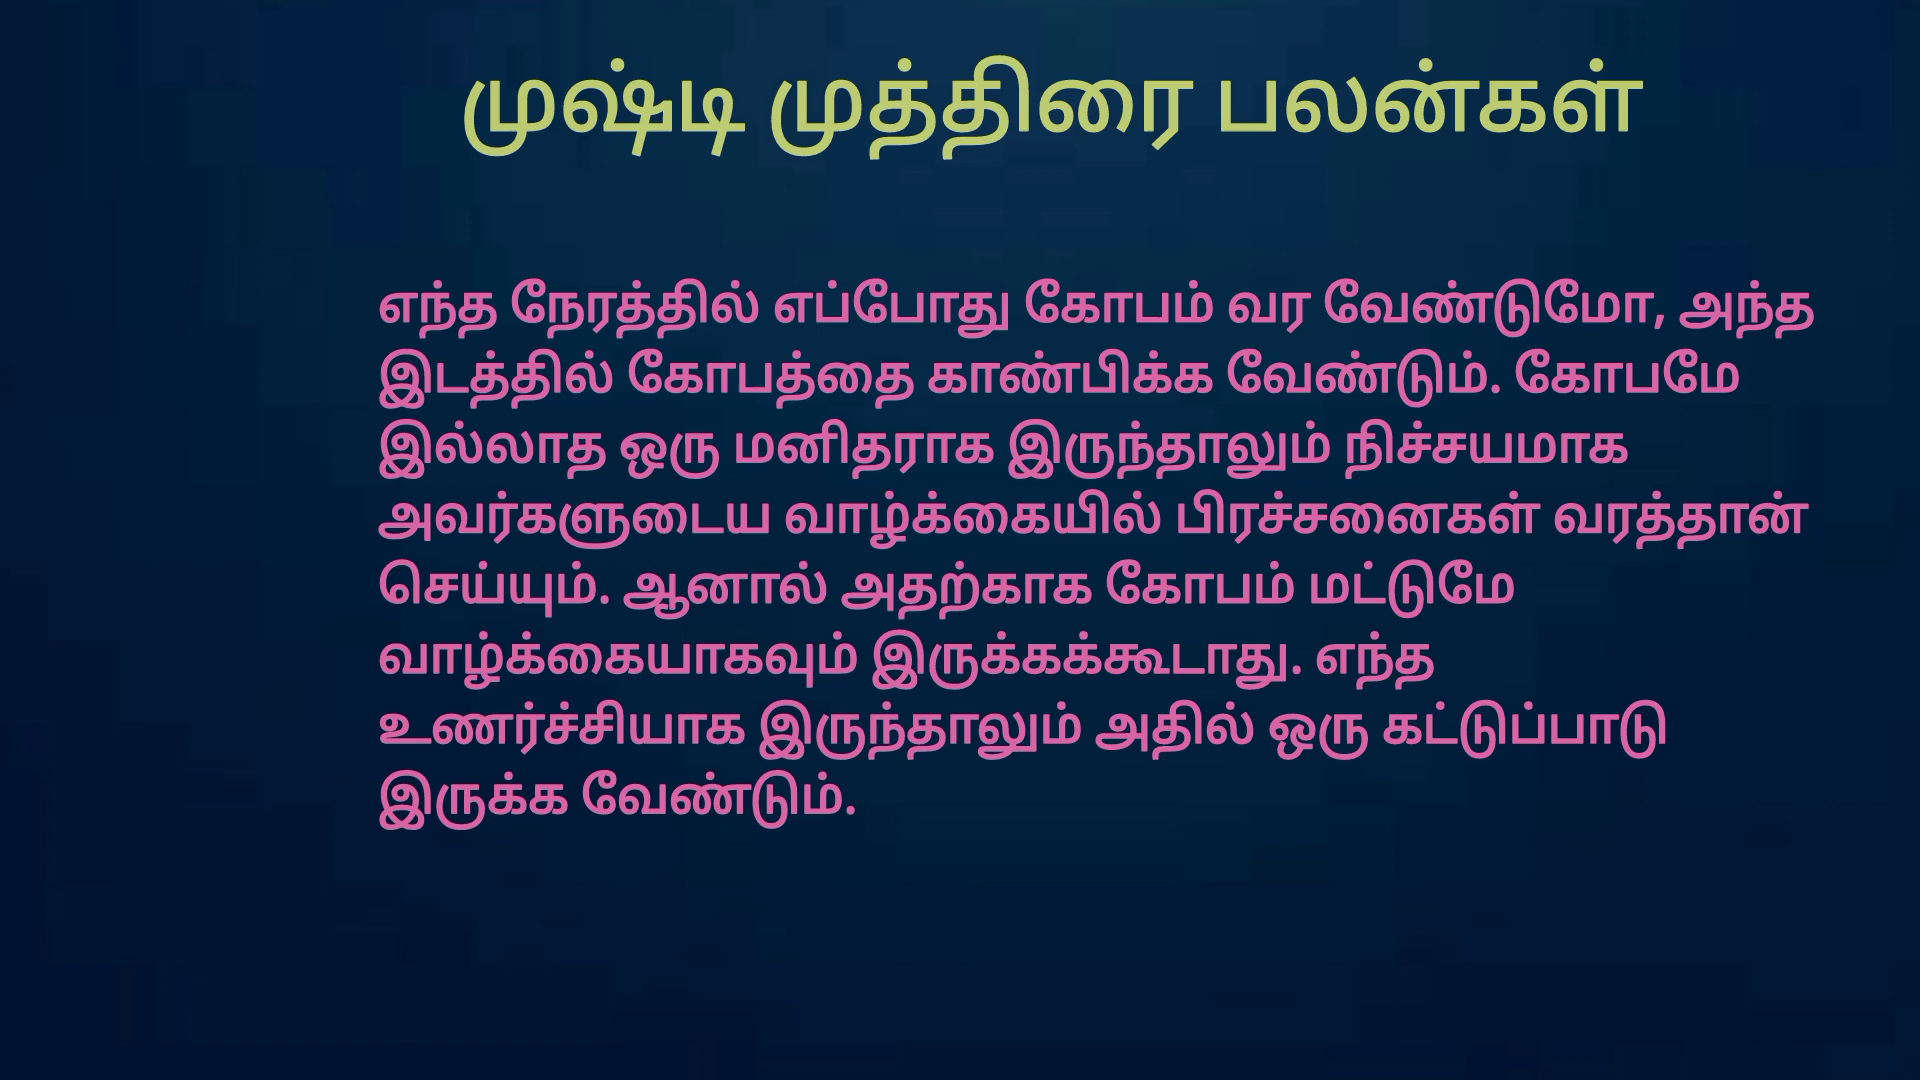 முஷ்டி முத்திரை பலன்கள்
எந்த நேரத்தில் எப்போது கோபம் வர வேண்டுமோ, அந்த
இடத்தில் கோபத்தை காண்பிக்க வேண்டும். கோபமே
இல்லாத ஒரு மனிதராக இருந்தாலும் நிச்சயமாக
அவர்களுடைய வாழ்க்கையில் பிரச்சனைகள் வரத்தான்
செய்யும். ஆனால் அதற்காக கோபம் மட்டுமே
வாழ்க்கையாகவும் இருக்கக்கூடாது. எந்த
உணர்ச்சியாக இருந்தாலும் அதில் ஒரு கட்டுப்பாடு
இருக்க வேண்டும்.